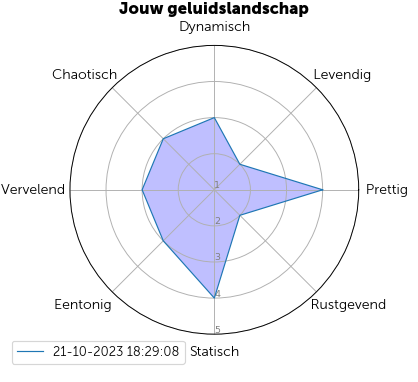 Jouw geluidslandschap
Dynamisch
Chaotisch
Levendig
Vervelend
1
Prettig
2
3
4
Eentonig
Rustgevend
5
21-10-2023 18:29:08
Statisch